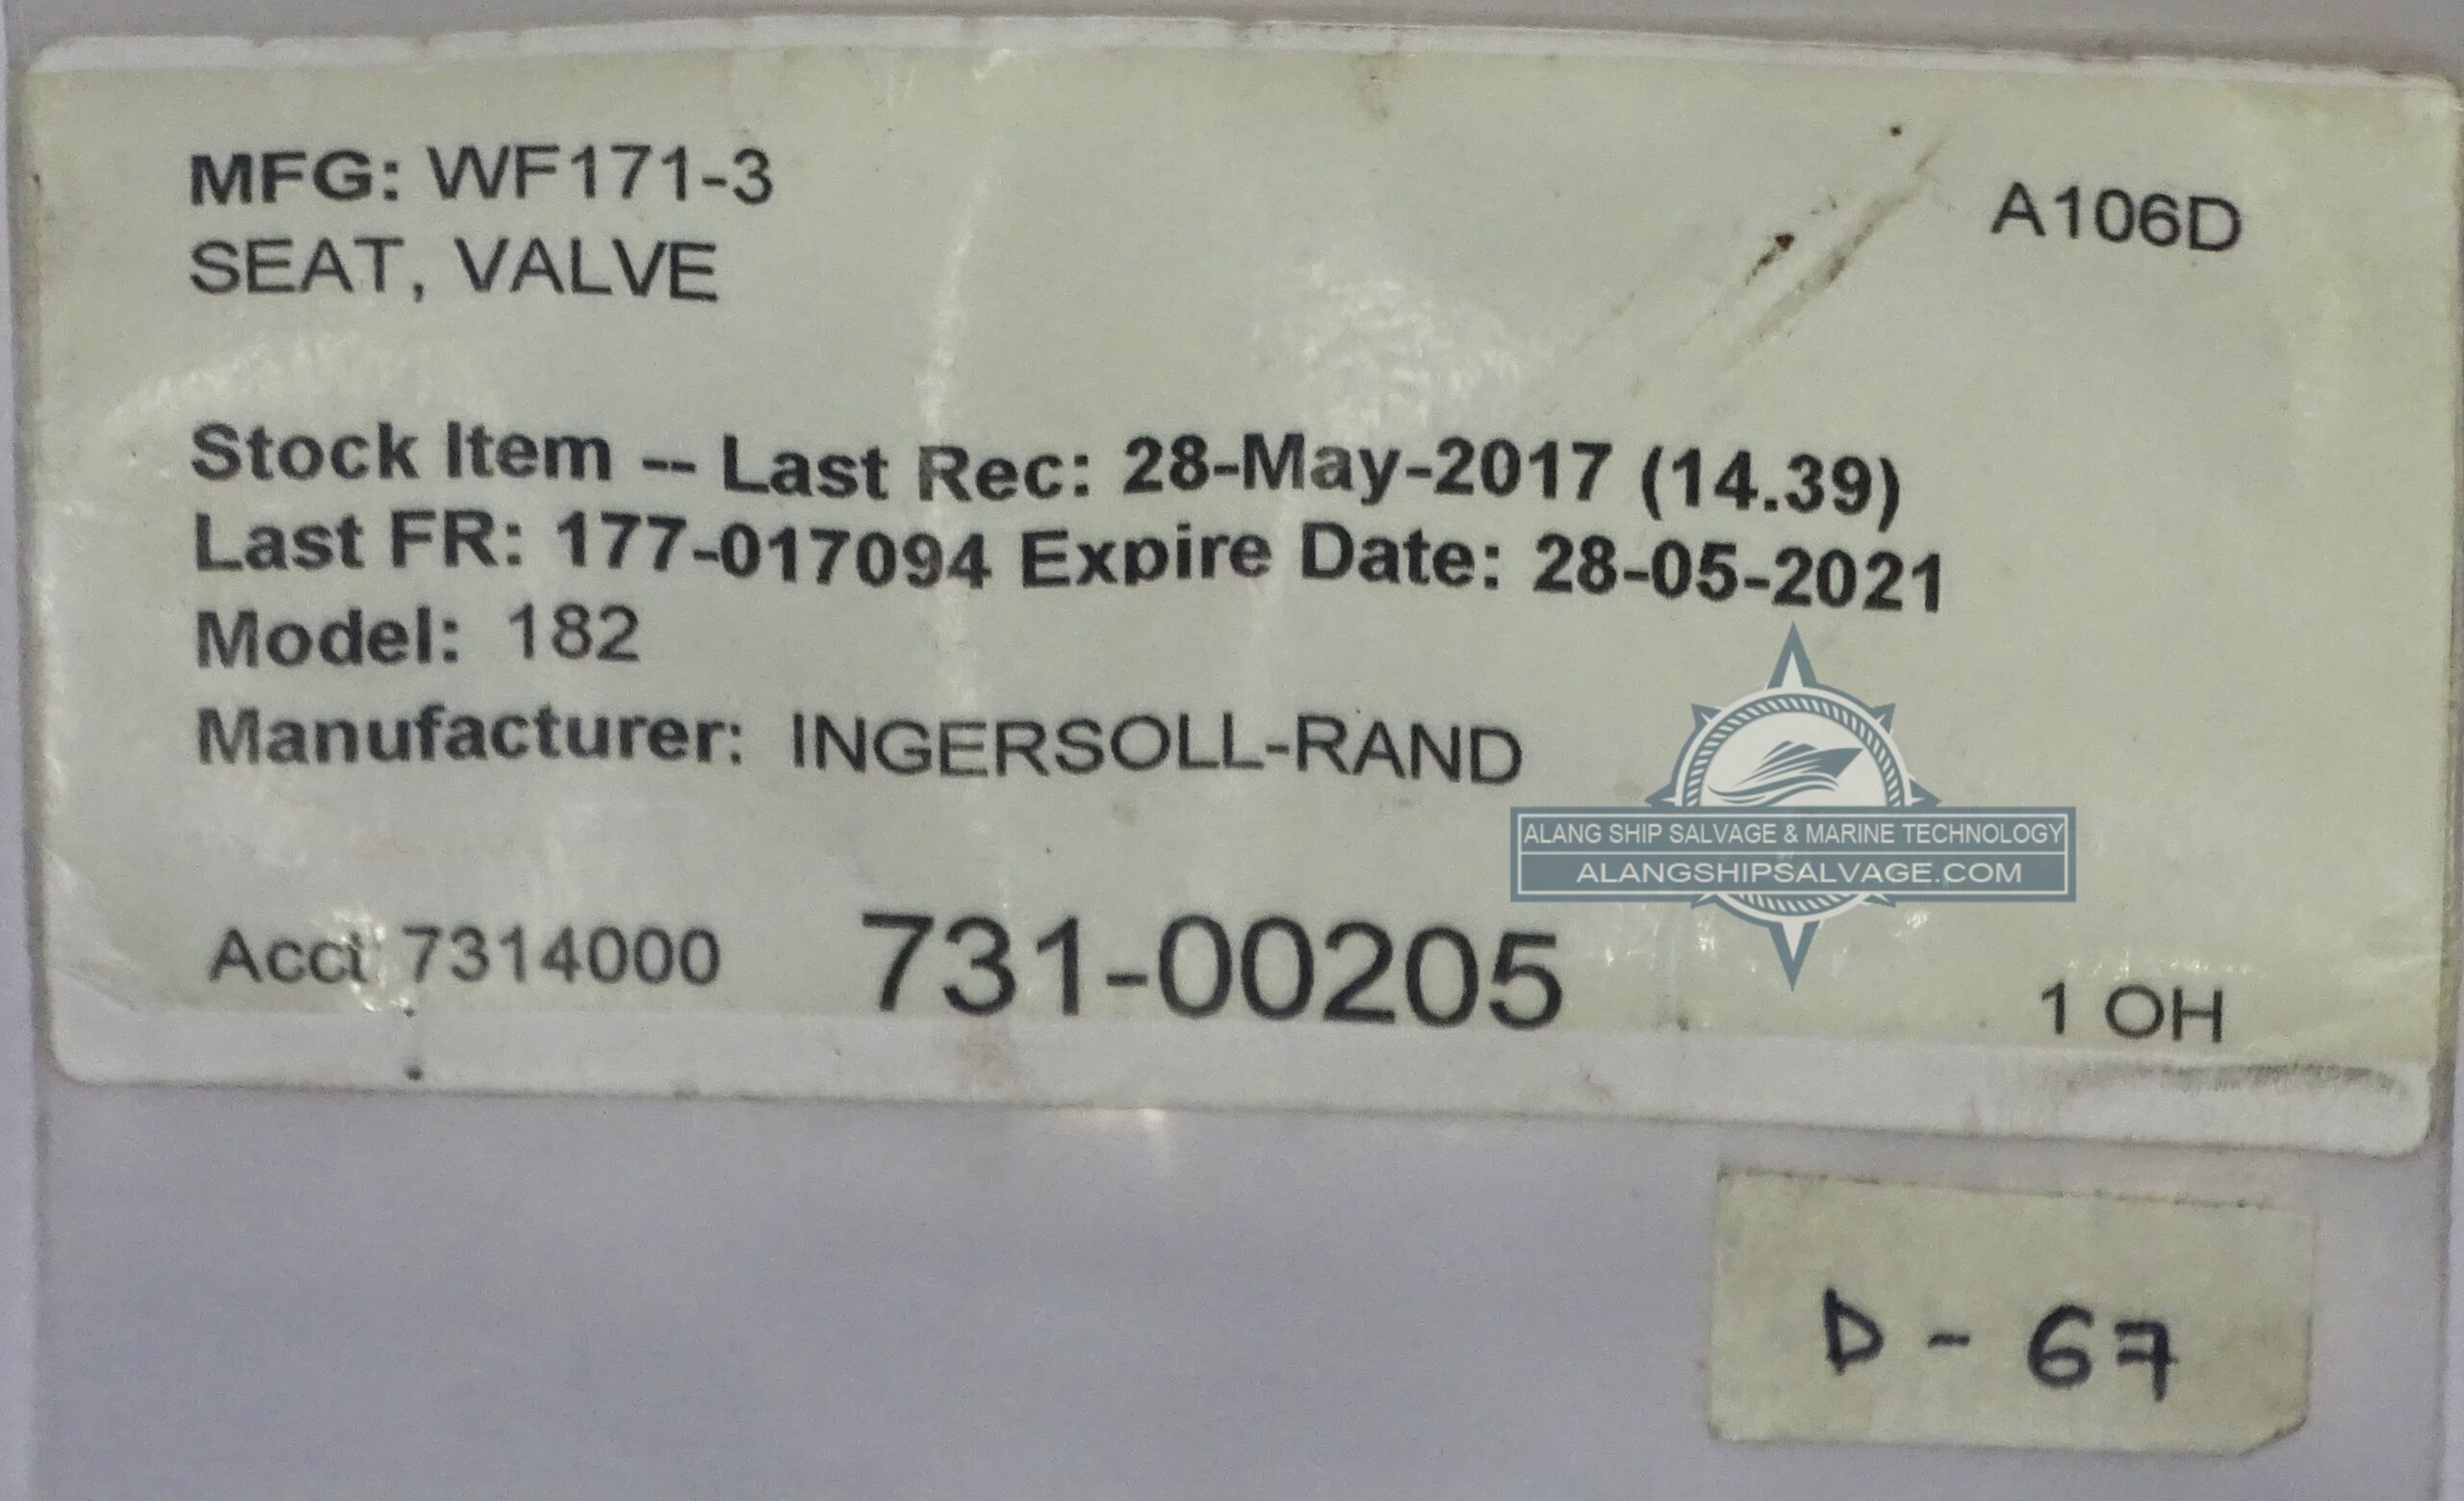 MFG: WF171-3
A106D
SEAT, VALVE
Stock Item -- Last Rec: 28-May-2017 (14.39)
Last FR: 177-017094 Expire Date: 28-05-2021
Model: 182
Manufacturer: INGERSOLL-RAND
ALANG SHIP SALVAGE & MARINE TECHNOLOGY
ALANGSHIPSALVAGE.COM
Acct 7314000 731-00205 1 OH
D - 67